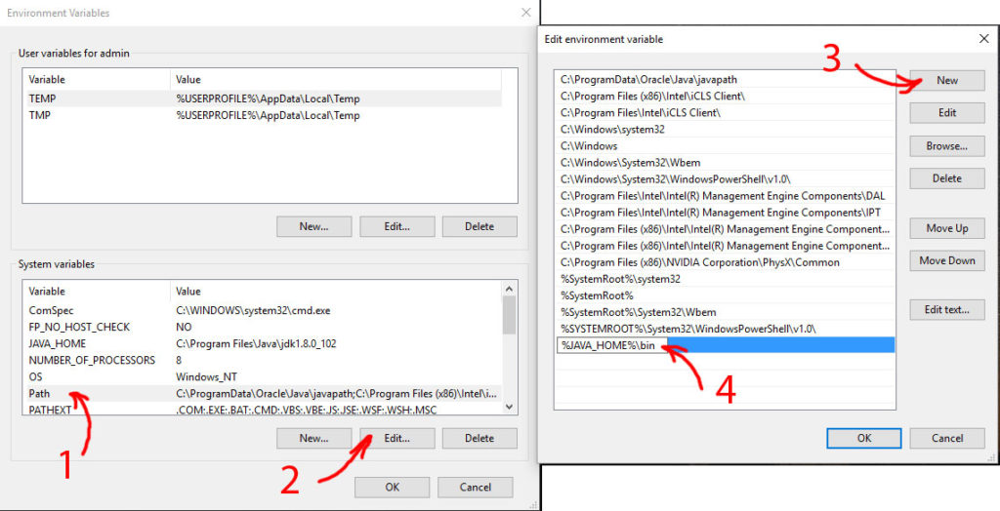 Environment Variables
User variables for admin
Variable Value
TEMP %USERPROFILE%\AppData\Local\Temp
TMP %USERPROFILE%\AppData\Local\Temp
New... Edit... Delete
System variables
Variable Value
ComSpec C:\WINDOWS\system32\cmd.exe
FP_NO_HOST_CHECK NO
JAVA_HOME C:\Program Files\Java\jdk1.8.0_102
NUMBER_OF_PROCESSORS 8
OS Windows_NT
Path C:\ProgramData\Oracle\Java\javapath;C:\Program Files (x86)\Intel\i...
PATHEXT .COM;.EXE;.BAT;.CMD;.VBS;.VBE;.JS;.JSE;.WSF;.WSH;.MSC
1
New... Edit... Delete
2
OK Cancel
Edit environment variable
3
C:\ProgramData\Oracle\Java\javapath
C:\Program Files (x86)\Intel\iCLS Client\
C:\Program Files\Intel\iCLS Client\
C:\Windows\system32
C:\Windows
C:\Windows\System32\Wbem
C:\Windows\System32\WindowsPowerShell\v1.0\
C:\Program Files\Intel\Intel(R) Management Engine Components\DAL
C:\Program Files\Intel\Intel(R) Management Engine Components\IPT
C:\Program Files (x86)\Intel\Intel(R) Management Engine Component...
C:\Program Files (x86)\Intel\Intel(R) Management Engine Component...
C:\Program Files (x86)\NVIDIA Corporation\PhysX\Common
%SystemRoot%\system32
%SystemRoot%
%SystemRoot%\System32\Wbem
%SYSTEMROOT%\System32\WindowsPowerShell\v1.0\
%JAVA_HOME%\bin
4
New
Edit
Browse...
Delete
Move Up
Move Down
Edit text...
OK Cancel